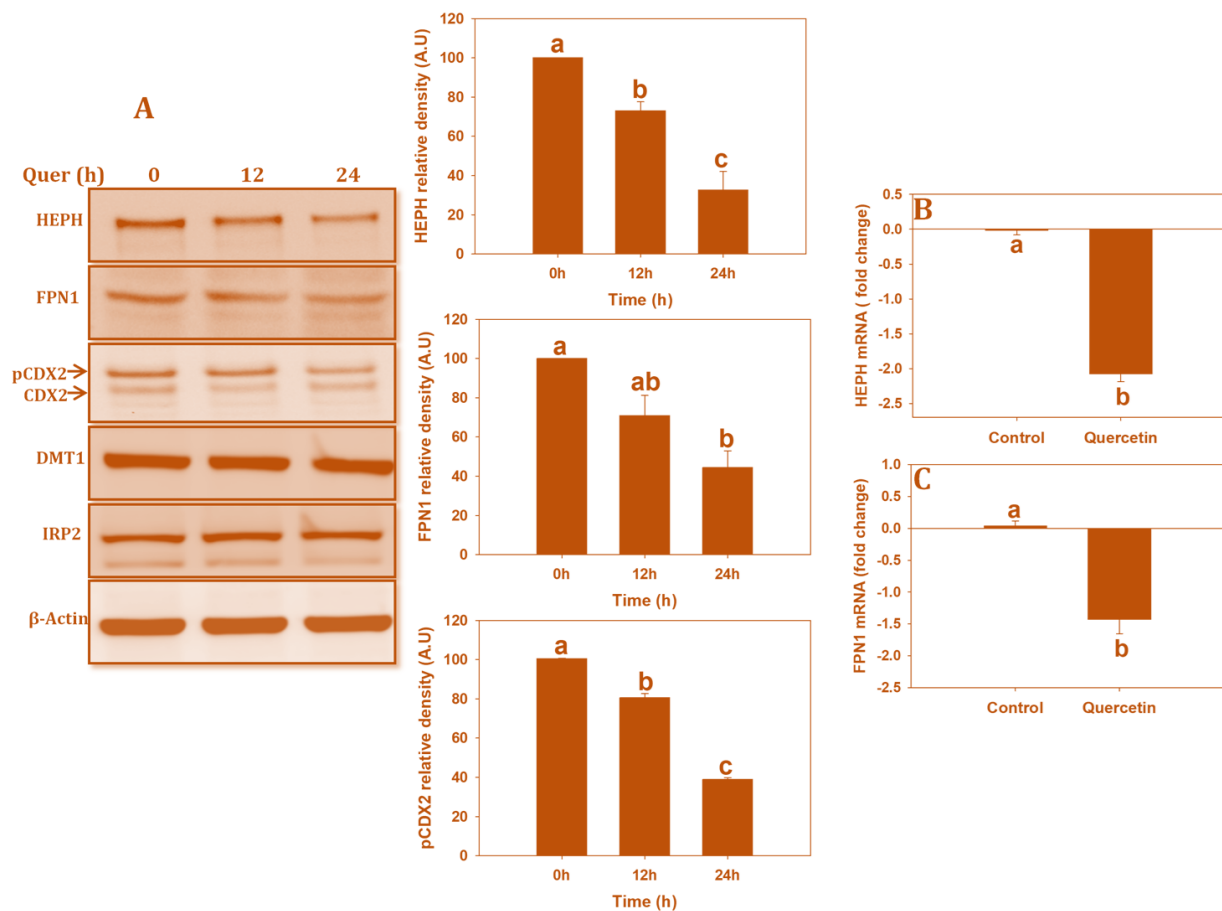 A
Quer (h) 0 12 24
HEPH
FPN1
pCDX2
CDX2
DMT1
IRP2
β-Actin
HEPH relative density (A.U)
120
100
80
60
40
20
0
a
b
c
0h 12h 24h
Time (h)
FPN1 relative density (A.U)
120
100
80
60
40
20
0
a
ab
b
0h 12h 24h
Time (h)
pCDX2 relative density (A.U)
120
100
80
60
40
20
0
a
b
c
0h 12h 24h
Time (h)
B
HEPH mRNA ( fold change)
0.5
0.0
-0.5
-1.0
-1.5
-2.0
-2.5
a
b
Control Quercetin
C
FPN1 mRNA (fold change)
1.0
0.5
0.0
-0.5
-1.0
-1.5
-2.0
-2.5
a
b
Control Quercetin